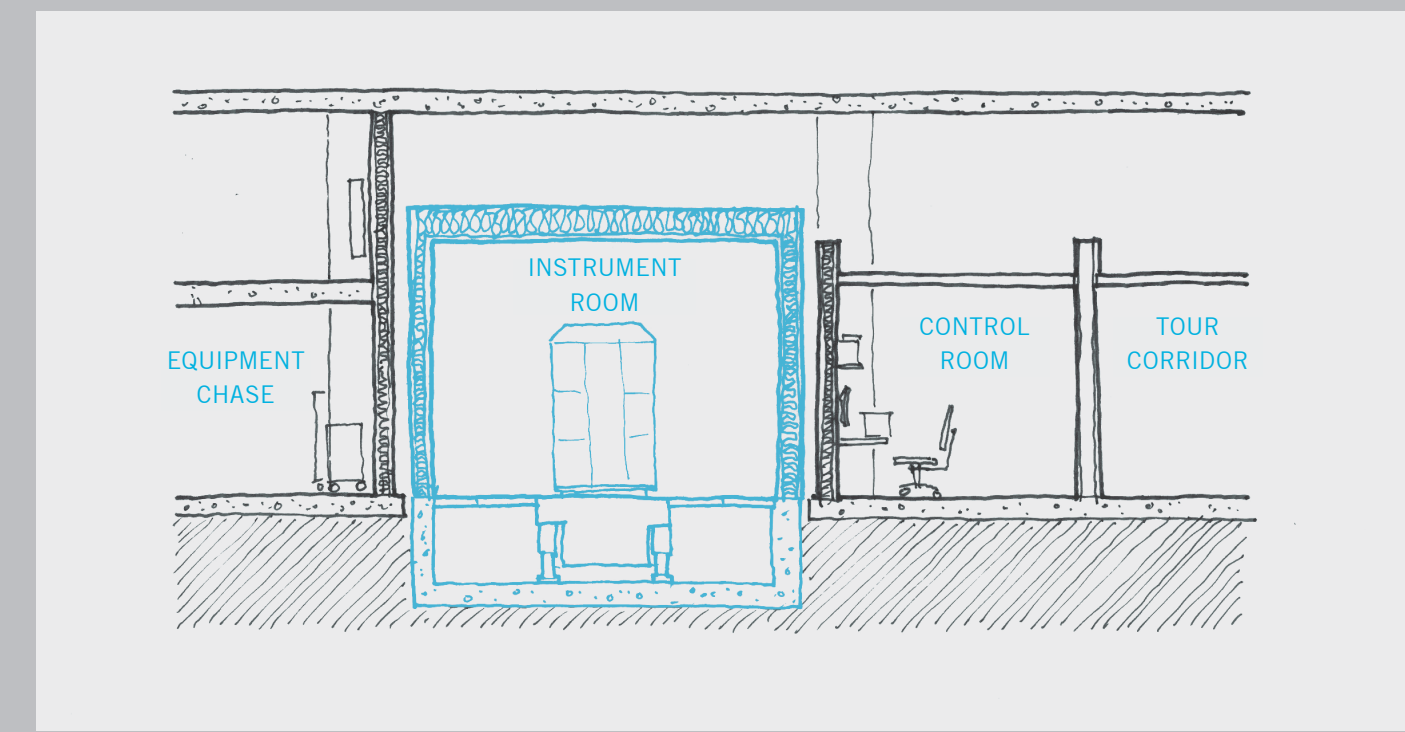 INSTRUMENT
ROOM
CONTROL
ROOM
TOUR
CORRIDOR
EQUIPMENT
CHASE